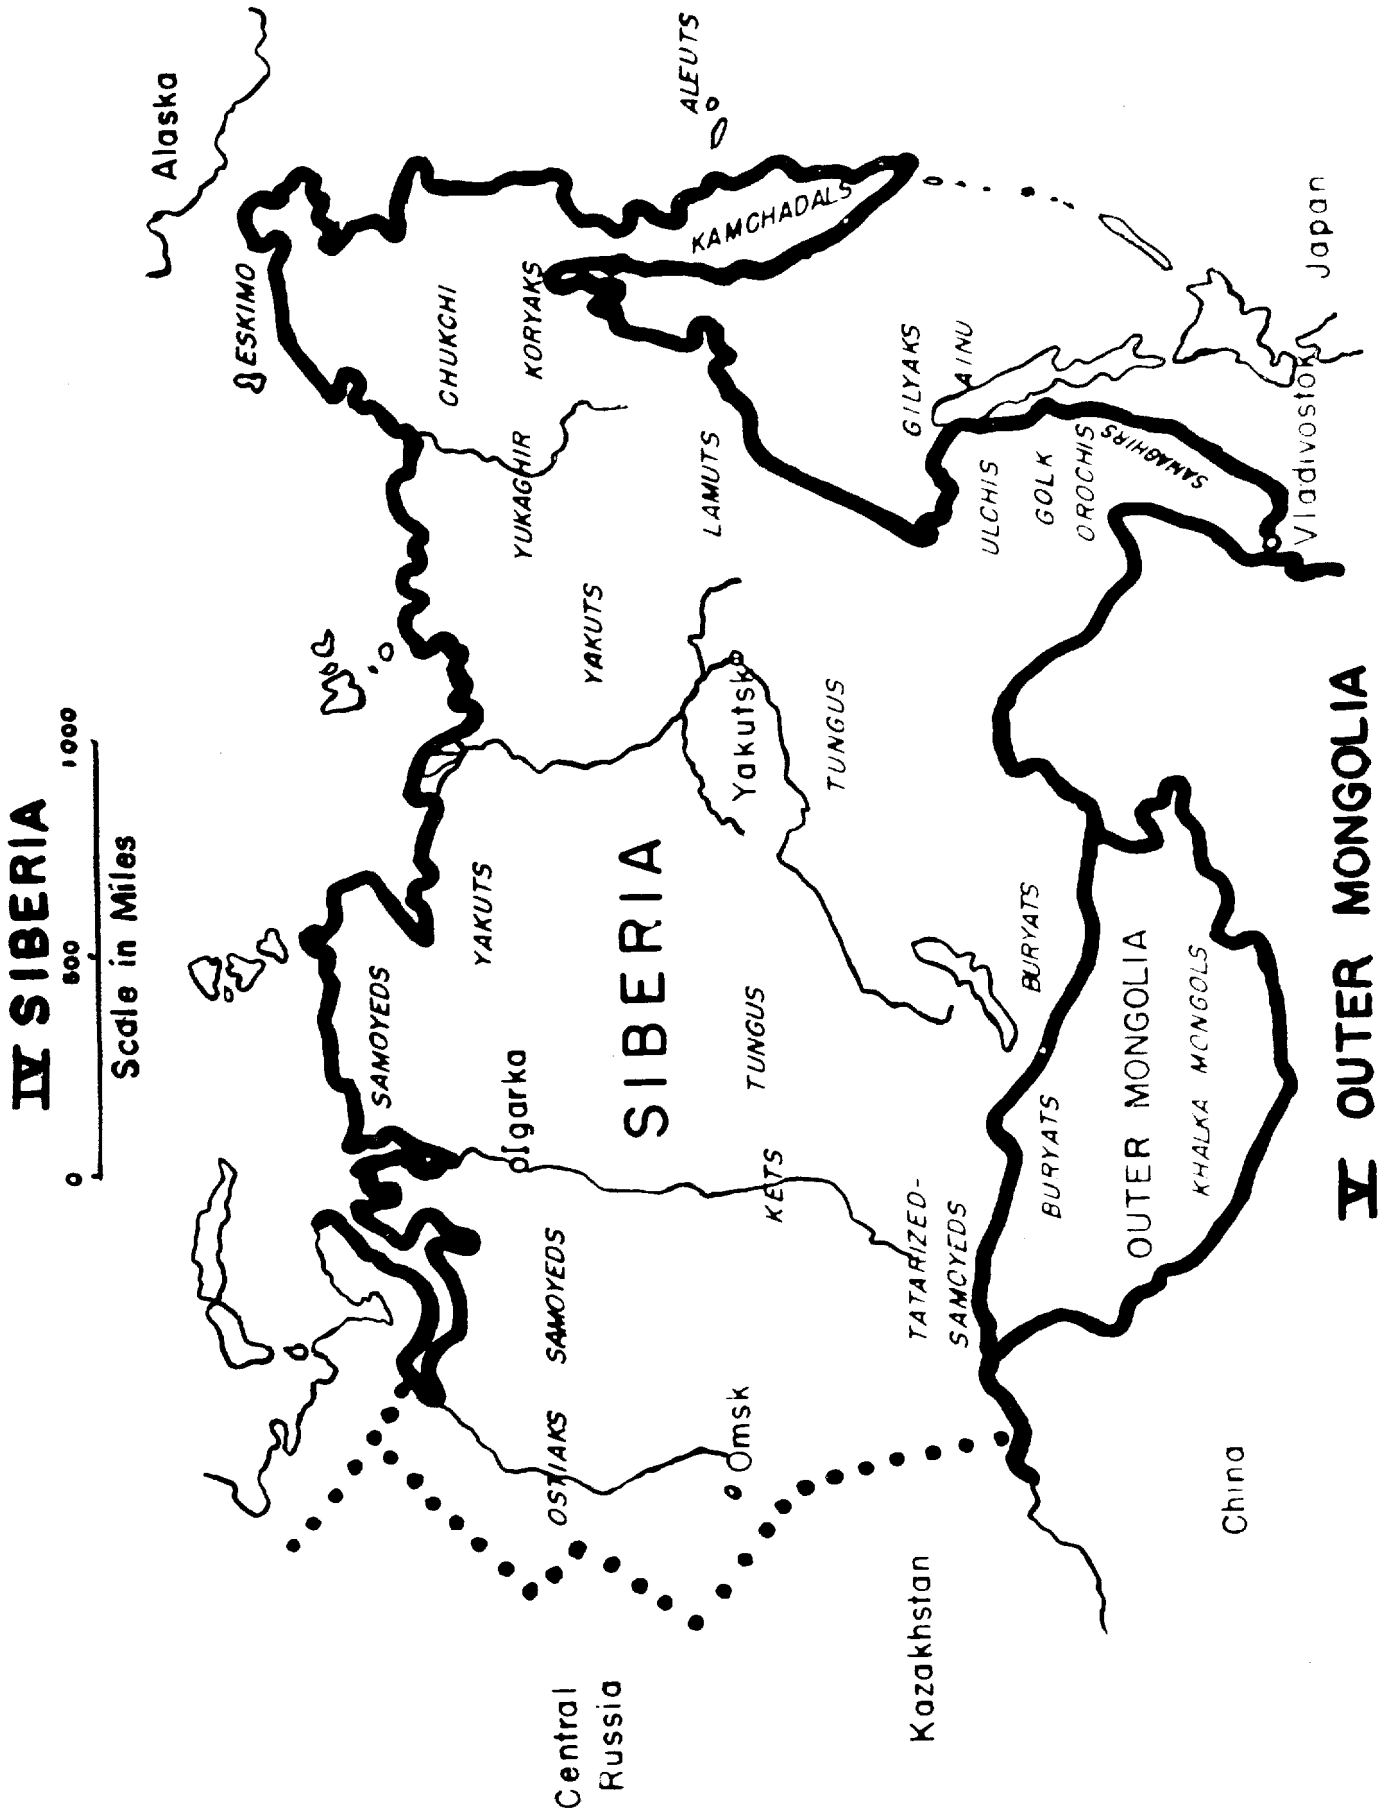 IV SIBERIA
0 500 1000
Scale in Miles
Alaska
ESKIMO
SAMOYEDS
CHUKCHI
YAKUTS
KORYAKS
YUKAGHIR
oIgarka
SAMOYEDS
OSTIAKS
Central
Russia
YAKUTS
SIBERIA
ALEUTS
KAMCHADALS
LAMUTS
Yakutsk
Omsk
TUNGUS
KETS
TUNGUS
GILYAKS
AINU
Kazakhstan
TATARIZED-
SAMOYEDS
ULCHIS
GOLK
OROCHIS
SAMAGHIRS
BURYATS
BURYATS
OUTER MONGOLIA
KHALKA MONGOLS
China
Vladivostok
Japan
V OUTER MONGOLIA